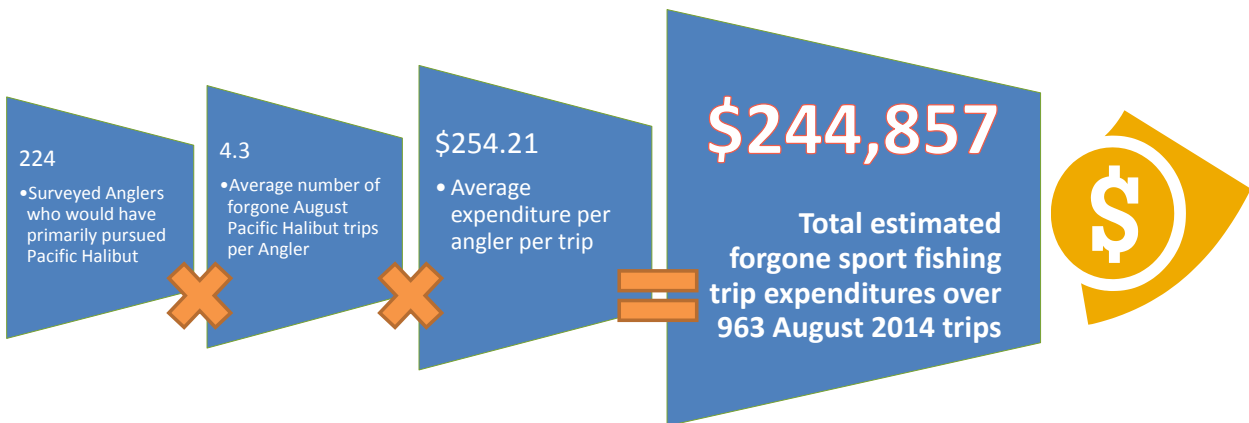 224
•Surveyed Anglers
who would have
primarily pursued
Pacific Halibut
4.3
•Average number of
forgone August
Pacific Halibut trips
per Angler
$254.21
• Average
expenditure per
angler per trip
$244,857
Total estimated
forgone sport fishing
trip expenditures over
963 August 2014 trips
$